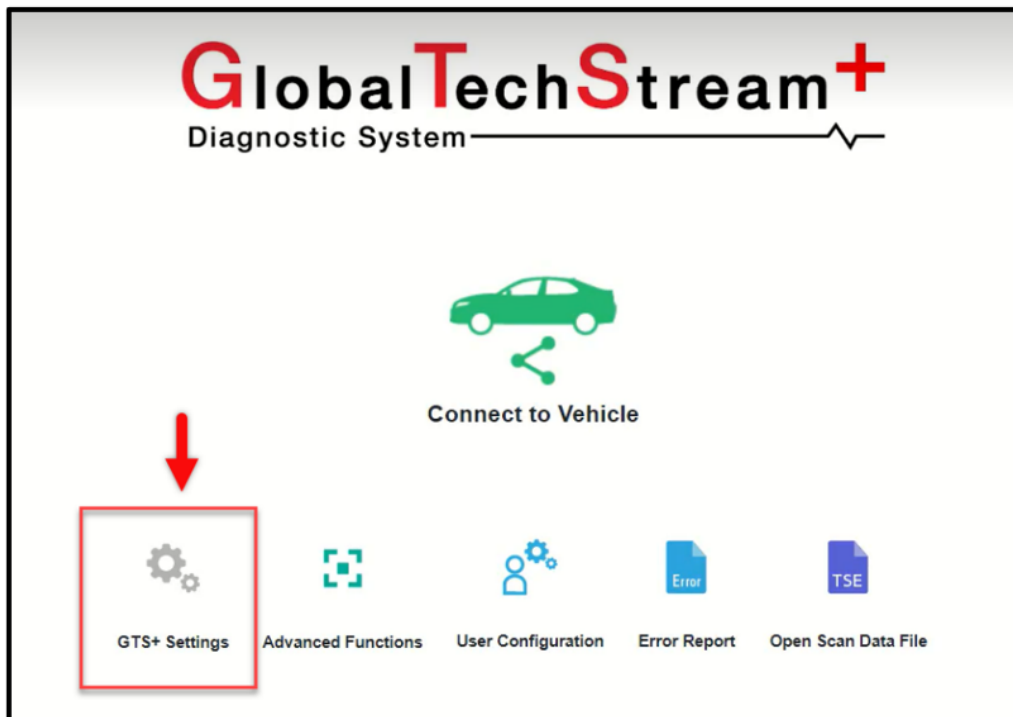 GlobalTechStream+
Diagnostic System
Connect to Vehicle
GTS+ Settings
Advanced Functions
User Configuration
Error
Error Report
TSE
Open Scan Data File